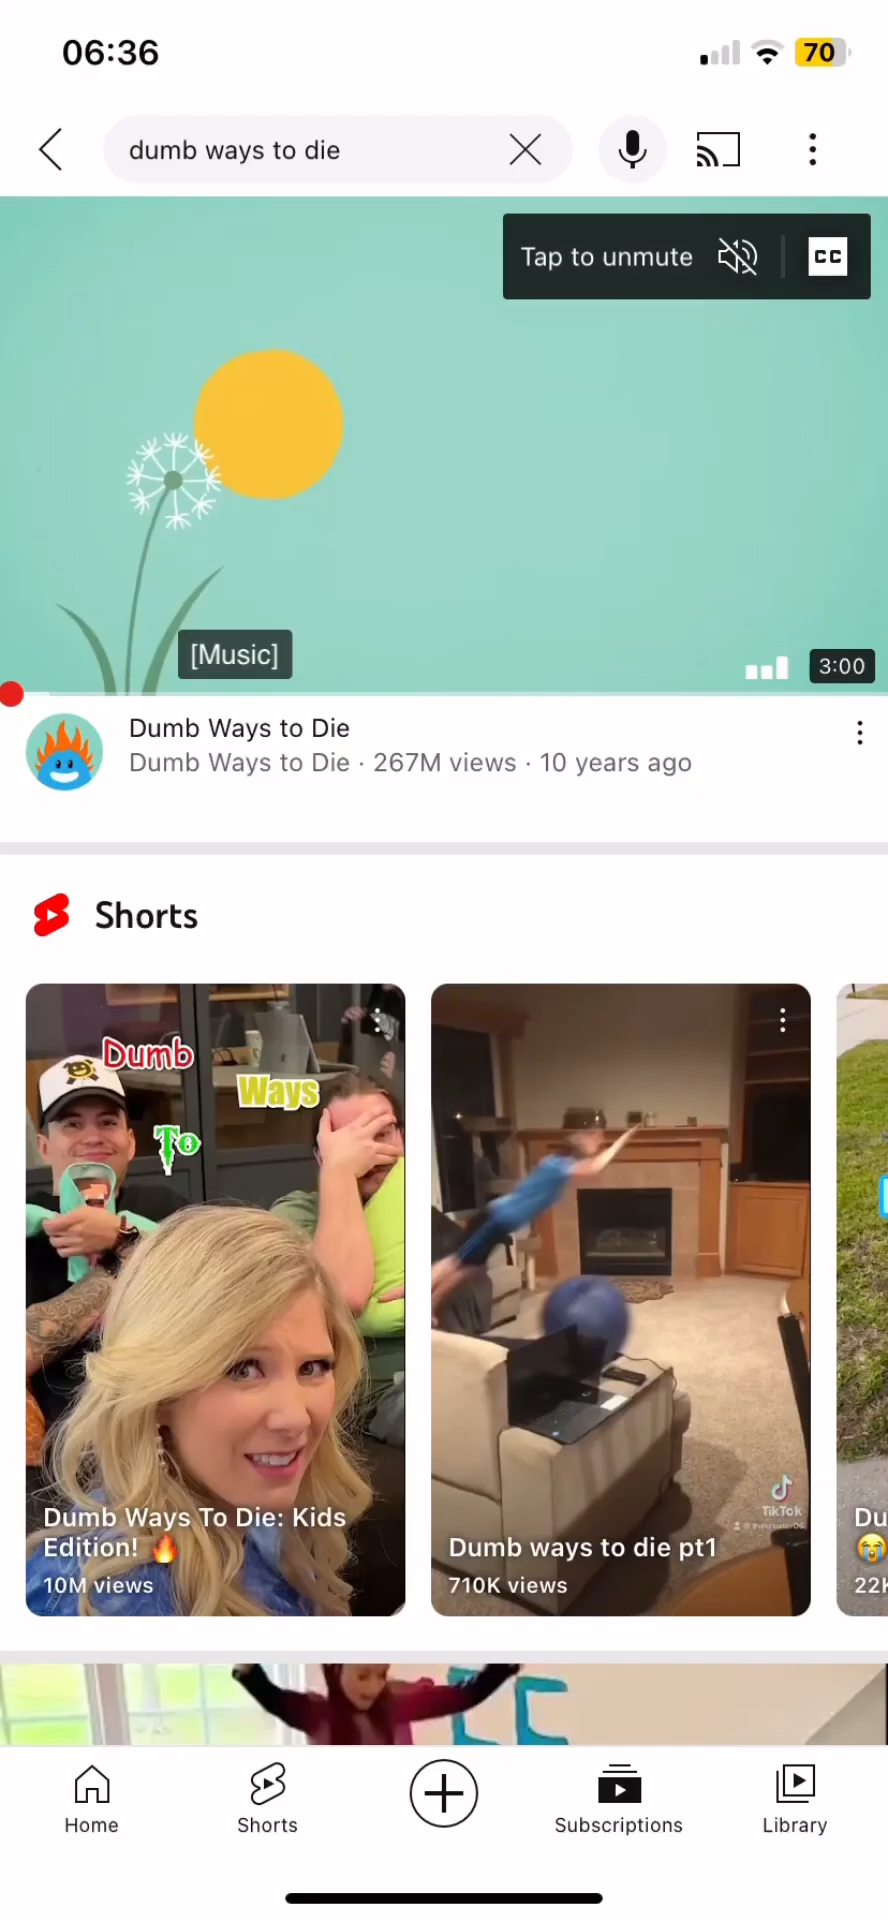 06:36
70
dumb ways to die
Tap to unmute
CC
[Music]
3:00
Dumb Ways to Die
Dumb Ways to Die · 267M views · 10 years ago
Shorts
Dumb
Ways
To
Dumb Ways To Die: Kids
Edition! 🔥
10M views
TikTok
Dumb ways to die pt1
710K views
Du
😭
22K
Home
Shorts
Subscriptions
Library